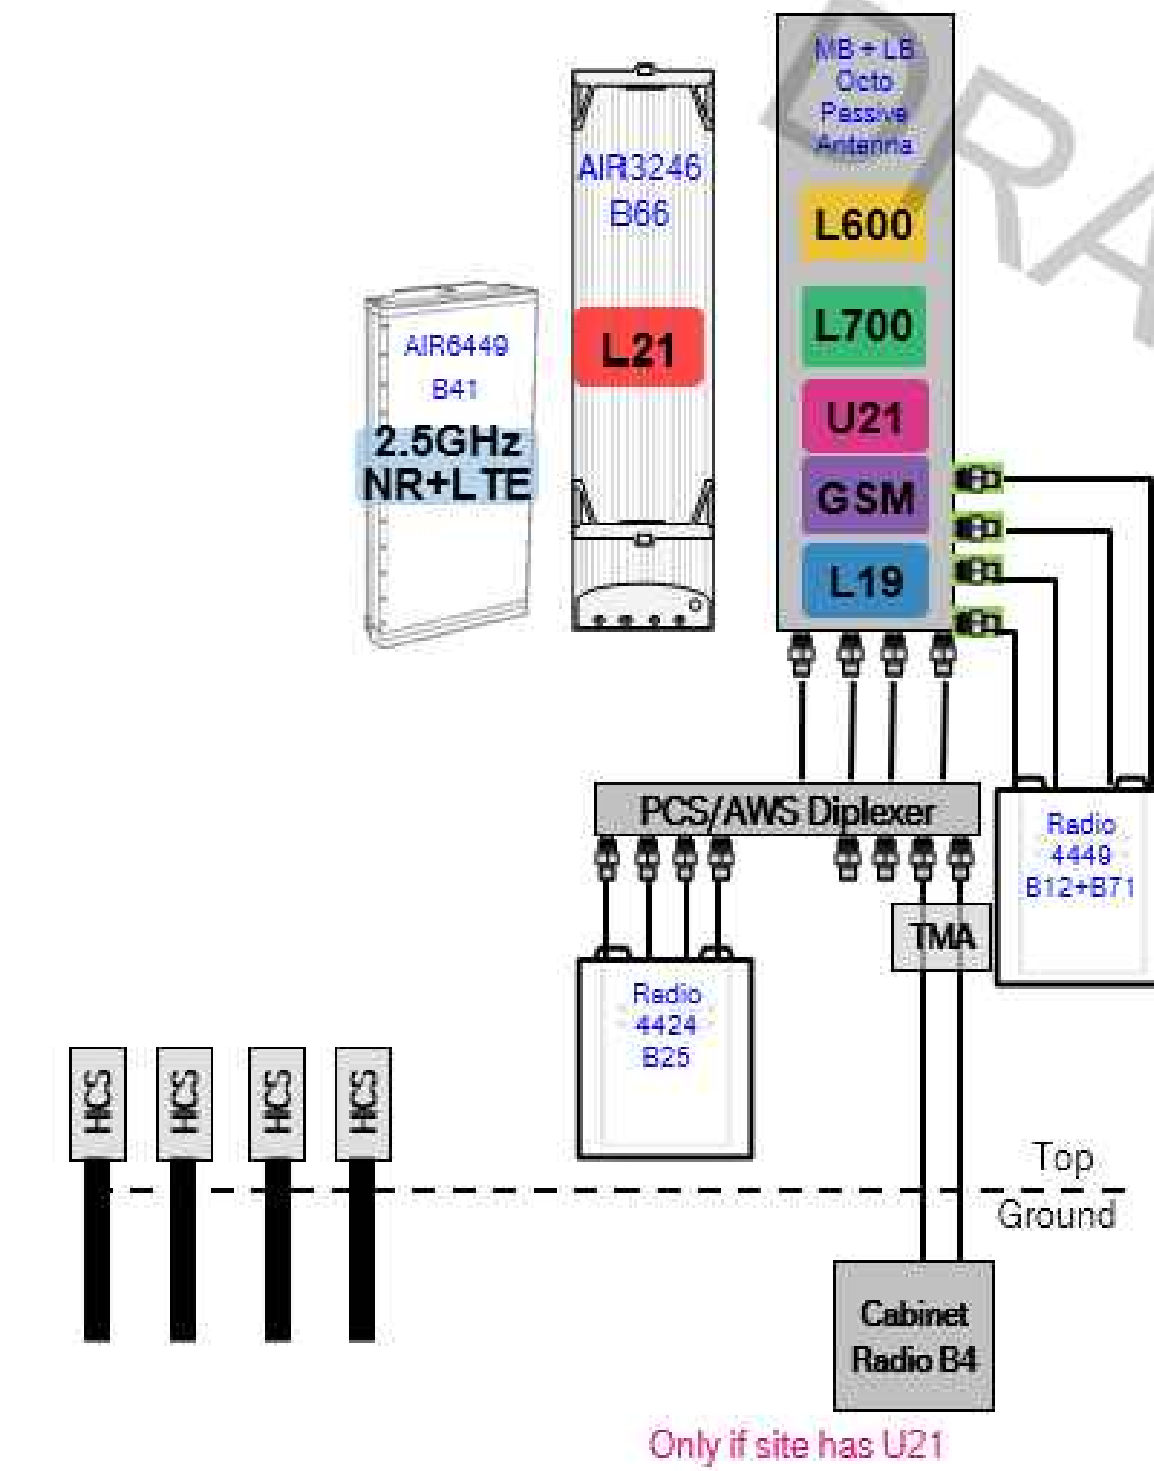 MB + LB
Octo
Passive
Antenna
AIR3246
B66
L600
L700
L21
AIR6449
B41
2.5GHz
NR+LTE
U21
GSM
L19
PCS/AWS Diplexer
Radio
4449
B12+B71
TMA
Radio
4424
B25
HCS
HCS
HCS
HCS
Top
Ground
Cabinet
Radio B4
Only if site has U21
DRA